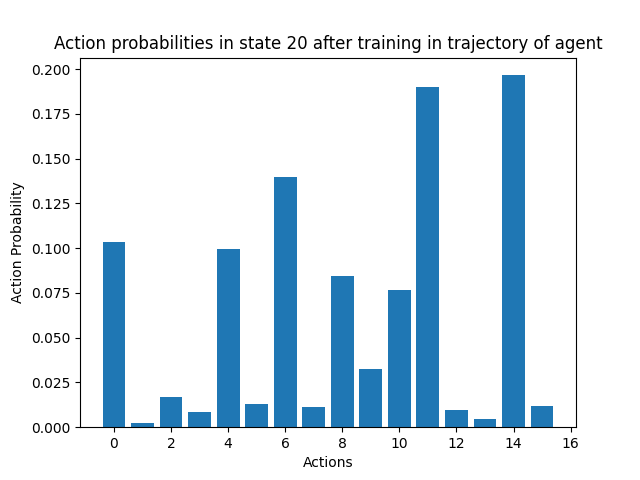 Action probabilities in state 20 after training in trajectory of agent
0.200
0.175
0.150
0.125
0.100
0.075
0.050
0.025
0.000
Action Probability
0 2 4 6 8 10 12 14 16
Actions